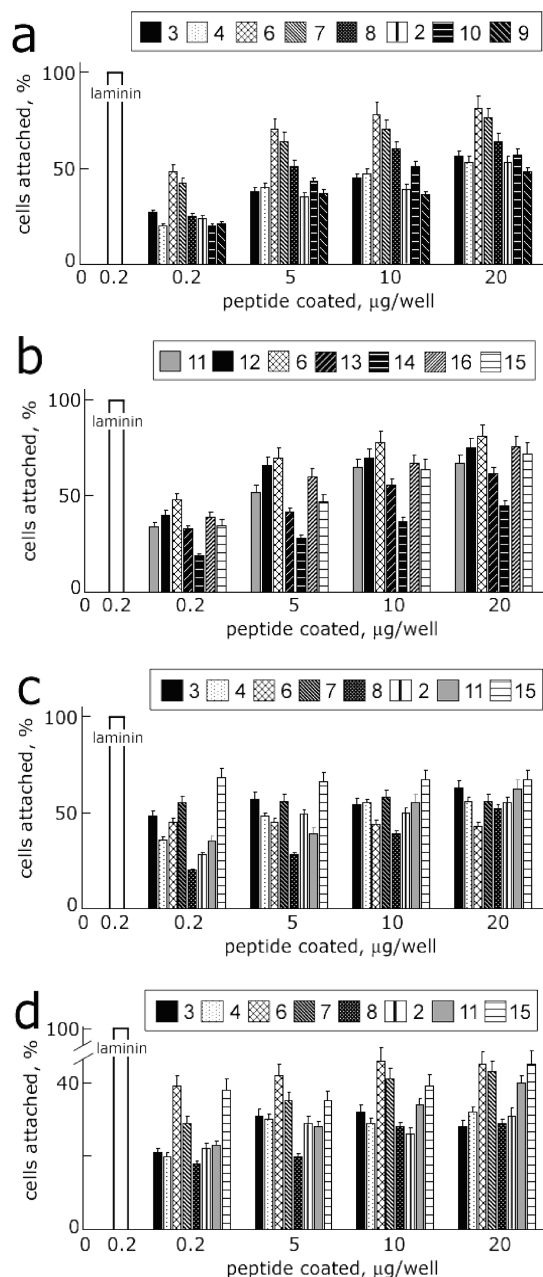 a
3 4 6 7 8 2 10 9
100
laminin
50
0
cells attached, %
0 0.2 0.2 5 10 20
peptide coated, µg/well
b
11 12 6 13 14 16 15
100
laminin
50
0
cells attached, %
0 0.2 0.2 5 10 20
peptide coated, µg/well
c
3 4 6 7 8 2 11 15
100
laminin
50
0
cells attached, %
0 0.2 0.2 5 10 20
peptide coated, µg/well
d
3 4 6 7 8 2 11 15
100
laminin
40
0
cells attached, %
0 0.2 0.2 5 10 20
peptide coated, µg/well